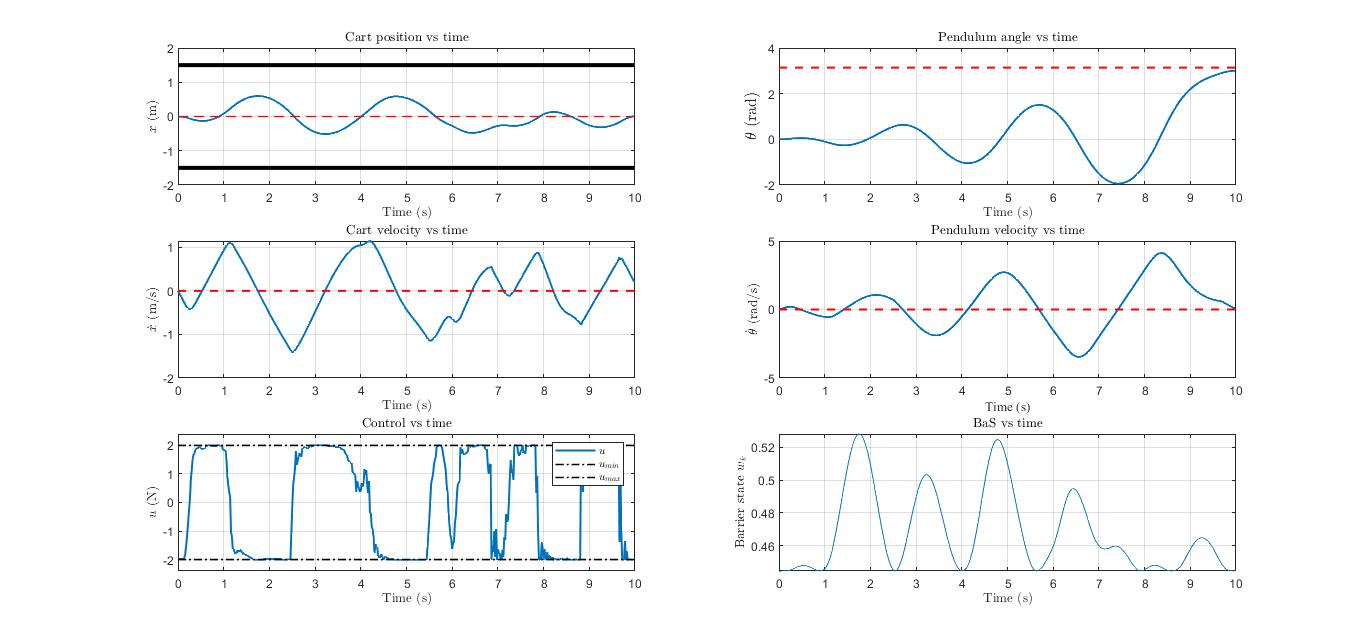 Cart position vs time
x (m)
2
1
0
-1
-2
0 1 2 3 4 5 6 7 8 9 10
Time (s)
Pendulum angle vs time
θ (rad)
4
2
0
-2
0 1 2 3 4 5 6 7 8 9 10
Time (s)
Cart velocity vs time
ẋ (m/s)
1
0
-1
-2
0 1 2 3 4 5 6 7 8 9 10
Time (s)
Pendulum velocity vs time
θ̇ (rad/s)
5
0
-5
0 1 2 3 4 5 6 7 8 9 10
Time (s)
Control vs time
u (N)
2
1
0
-1
-2
0 1 2 3 4 5 6 7 8 9 10
Time (s)
u
u_min
u_max
BaS vs time
Barrier state w_k
0.52
0.5
0.48
0.46
0 1 2 3 4 5 6 7 8 9 10
Time (s)